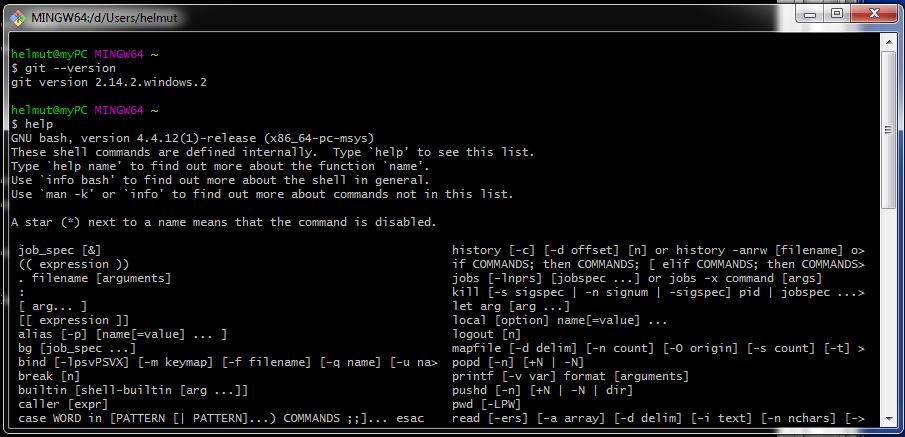 MINGW64:/d/Users/helmut
helmut@myPC MINGW64 ~
$ git --version
git version 2.14.2.windows.2
helmut@myPC MINGW64 ~
$ help
GNU bash, version 4.4.12(1)-release (x86_64-pc-msys)
These shell commands are defined internally.  Type `help' to see this list.
Type `help name' to find out more about the function `name'.
Use `info bash' to find out more about the shell in general.
Use `man -k' or `info' to find out more about commands not in this list.
A star (*) next to a name means that the command is disabled.
job_spec [&]                                                history [-c] [-d offset] [n] or history -anrw [filename] o>
(( expression ))                                            if COMMANDS; then COMMANDS; [ elif COMMANDS; then COMMANDS>
. filename [arguments]                                      jobs [-lnprs] [jobspec ...] or jobs -x command [args]
:                                                           kill [-s sigspec | -n signum | -sigspec] pid | jobspec ...>
[ arg... ]                                                  let arg [arg ...]
[[ expression ]]                                            local [option] name[=value] ...
alias [-p] [name[=value] ... ]                              logout [n]
bg [job_spec ...]                                           mapfile [-d delim] [-n count] [-O origin] [-s count] [-t] >
bind [-lpsvPSVX] [-m keymap] [-f filename] [-q name] [-u na>  popd [-n] [+N | -N]
break [n]                                                   printf [-v var] format [arguments]
builtin [shell-builtin [arg ...]]                           pushd [-n] [+N | -N | dir]
caller [expr]                                               pwd [-LPW]
case WORD in [PATTERN [| PATTERN]...) COMMANDS ;;]... esac  read [-ers] [-a array] [-d delim] [-i text] [-n nchars] [->